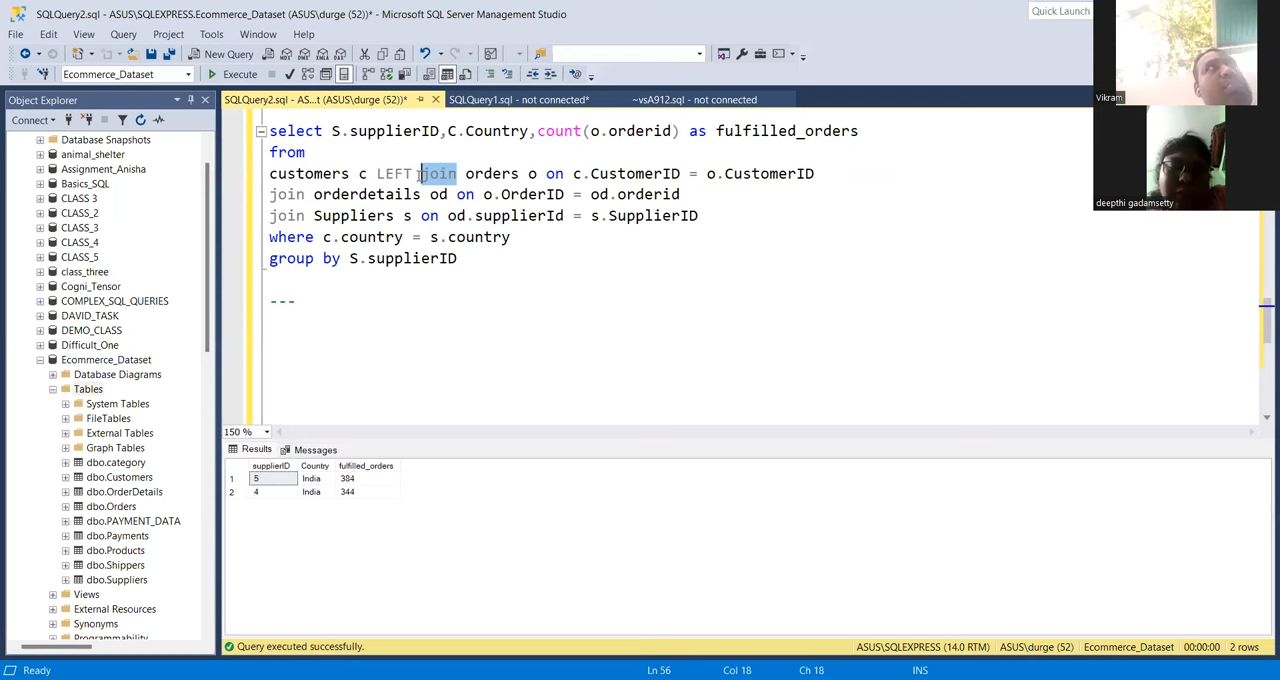 SQLQuery2.sql - ASUS\SQLEXPRESS.Ecommerce_Dataset (ASUS\durge (52))* - Microsoft SQL Server Management Studio
Quick Launch
File Edit View Query Project Tools Window Help
New Query
Ecommerce_Dataset Execute
Object Explorer
SQLQuery2.sql - AS...t (ASUS\durge (52))* SQLQuery1.sql - not connected* ~vsA912.sql - not connected
Vikram
deepthi gadamsetty
Connect
Database Snapshots
animal_shelter
Assignment_Anisha
Basics_SQL
CLASS 3
CLASS_2
CLASS_3
CLASS_4
CLASS_5
class_three
Cogni_Tensor
COMPLEX_SQL_QUERIES
DAVID_TASK
DEMO_CLASS
Difficult_One
Ecommerce_Dataset
Database Diagrams
Tables
System Tables
FileTables
External Tables
Graph Tables
dbo.category
dbo.Customers
dbo.OrderDetails
dbo.Orders
dbo.PAYMENT_DATA
dbo.Payments
dbo.Products
dbo.Shippers
dbo.Suppliers
Views
External Resources
Synonyms
Programmability
select S.supplierID,C.Country,count(o.orderid) as fulfilled_orders
from
customers c LEFT join orders o on c.CustomerID = o.CustomerID
join orderdetails od on o.OrderID = od.orderid
join Suppliers s on od.supplierId = s.SupplierID
where c.country = s.country
group by S.supplierID
---
150 %
Results Messages
supplierID Country fulfilled_orders
1 5 India 384
2 4 India 344
Query executed successfully. ASUS\SQLEXPRESS (14.0 RTM) ASUS\durge (52) Ecommerce_Dataset 00:00:00 2 rows
Ready Ln 56 Col 18 Ch 18 INS